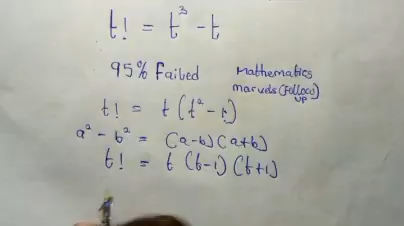 t! = t³ - t
95% Failed
Mathematics
marvels (Follow)
UP
t! = t (t² - 1)
a² - b² = (a-b)(a+b)
t! = t (t-1) (t+1)